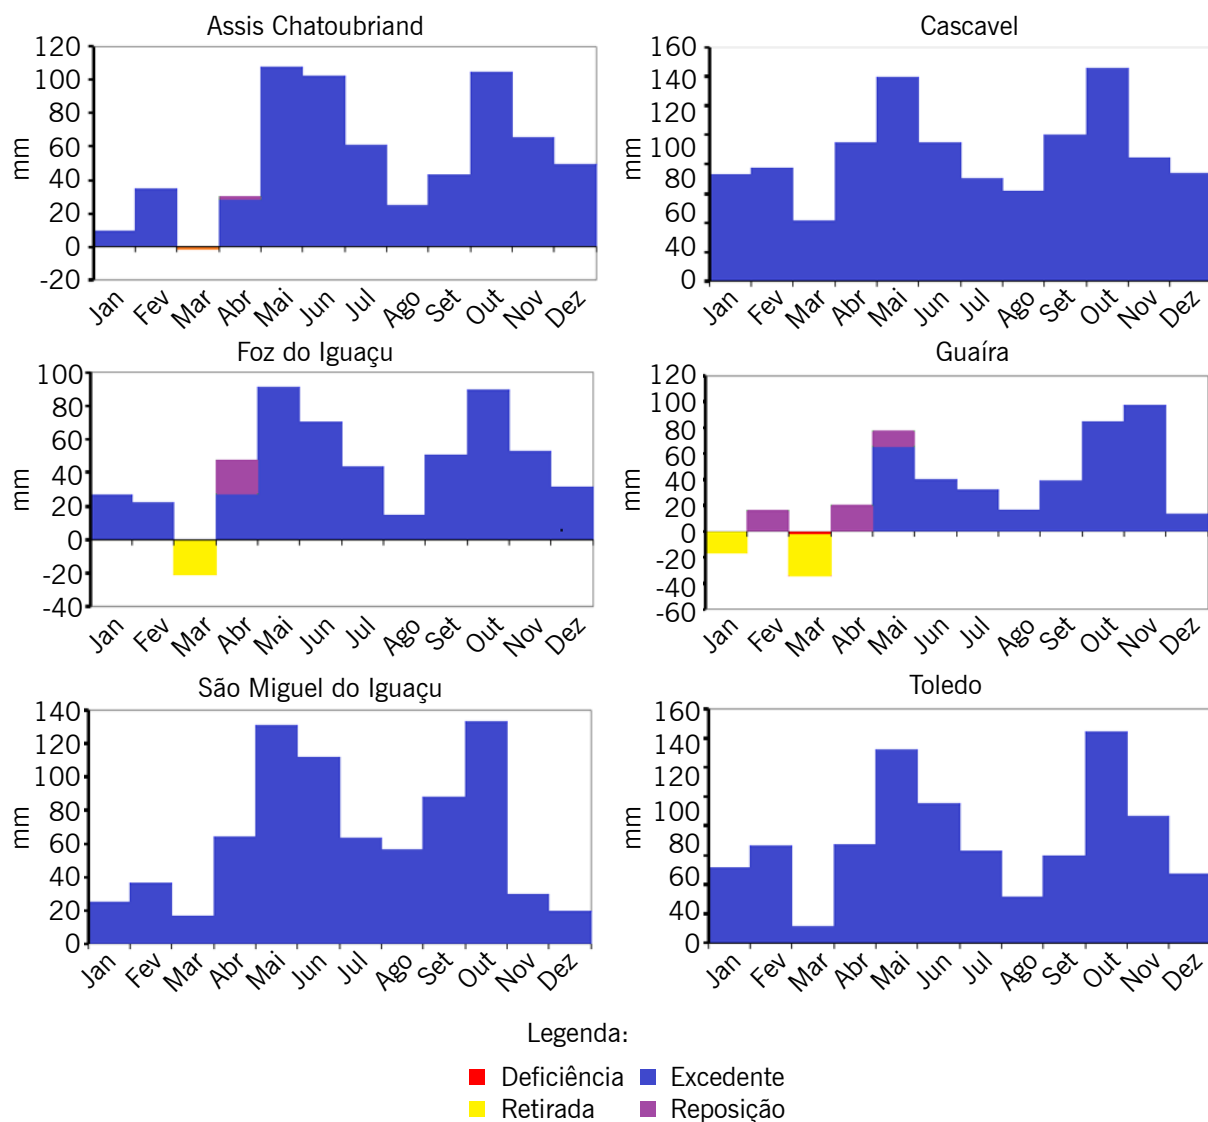 Assis Chatoubriand
120
100
80
60
40
20
0
-20
mm
Jan Fev Mar Abr Mai Jun Jul Ago Set Out Nov Dez
Cascavel
160
140
120
100
80
60
40
0
mm
Jan Fev Mar Abr Mai Jun Jul Ago Set Out Nov Dez
Foz do Iguaçu
100
80
60
40
20
0
-20
-40
mm
Jan Fev Mar Abr Mai Jun Jul Ago Set Out Nov Dez
Guaíra
120
100
80
60
40
20
0
-20
-40
-60
mm
Jan Fev Mar Abr Mai Jun Jul Ago Set Out Nov Dez
São Miguel do Iguaçu
140
120
100
80
60
40
20
0
mm
Jan Fev Mar Abr Mai Jun Jul Ago Set Out Nov Dez
Toledo
160
140
120
100
80
60
40
0
mm
Jan Fev Mar Abr Mai Jun Jul Ago Set Out Nov Dez
Legenda:
Deficiência Excedente
Retirada Reposição